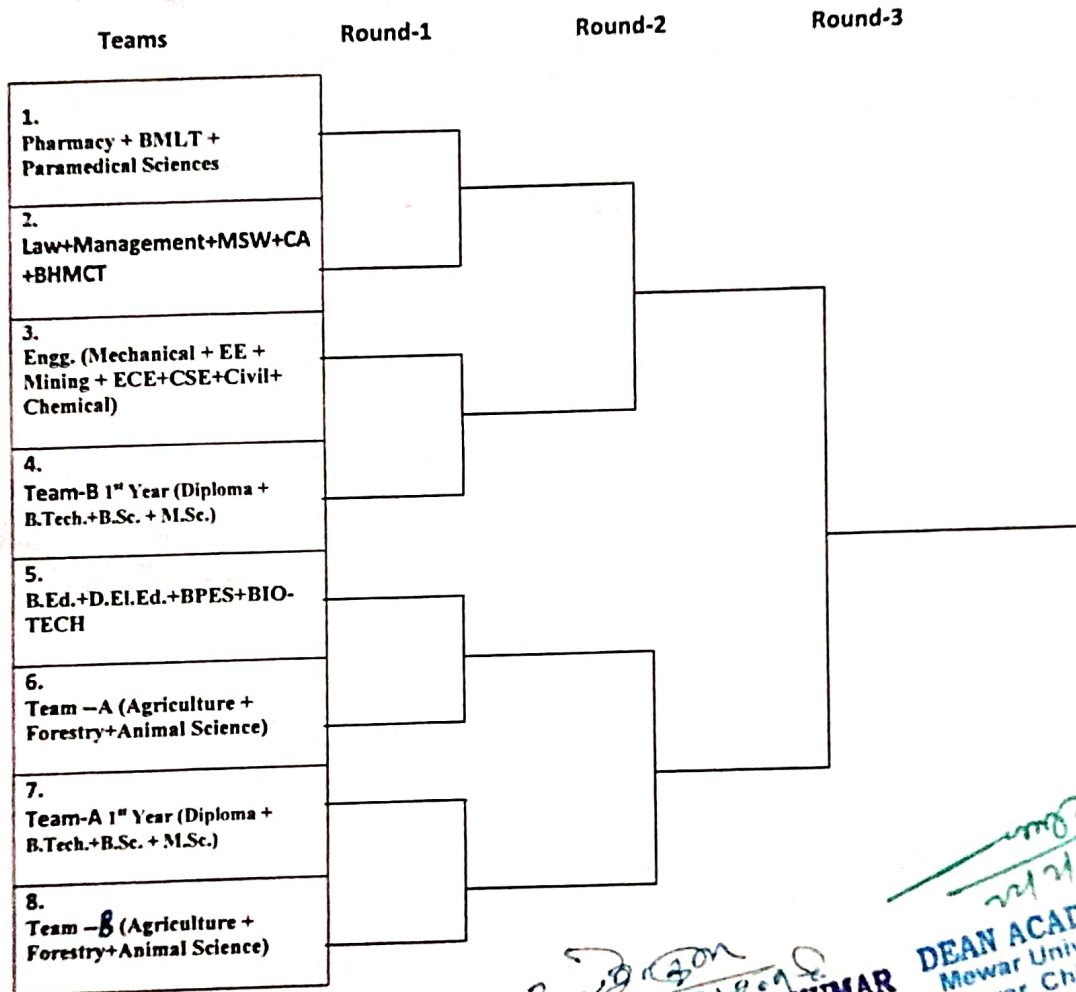 Teams Round-1 Round-2 Round-3
1.
Pharmacy + BMLT +
Paramedical Sciences
2.
Law+Management+MSW+CA
+BHMCT
3.
Engg. (Mechanical + EE +
Mining + ECE+CSE+Civil+
Chemical)
4.
Team-B 1st Year (Diploma +
B.Tech.+B.Sc. + M.Sc.)
5.
B.Ed.+D.El.Ed.+BPES+BIO-
TECH
6.
Team –A (Agriculture +
Forestry+Animal Science)
7.
Team-A 1st Year (Diploma +
B.Tech.+B.Sc. + M.Sc.)
8.
Team –B (Agriculture +
Forestry+Animal Science)
DEAN ACAD
Mewar Univ